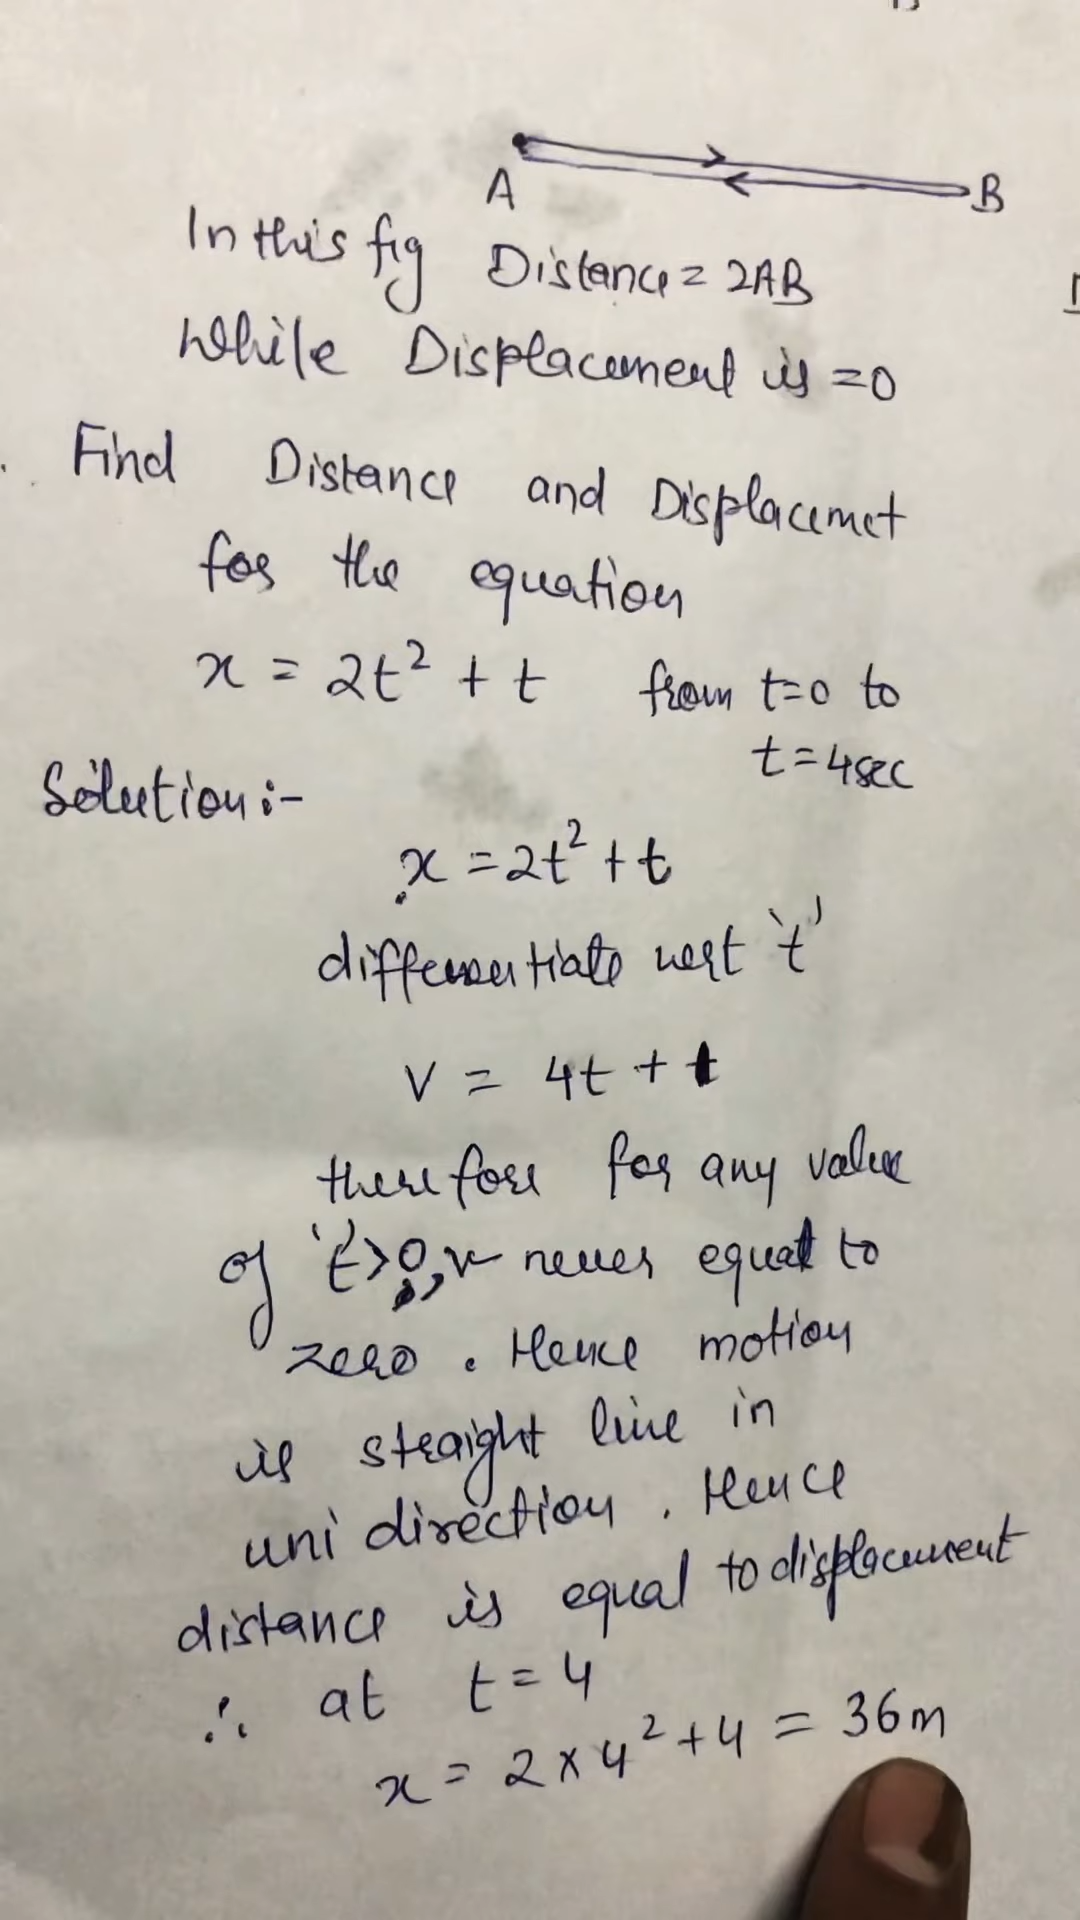 A
B
In this fig Distance = 2AB
While Displacement is = 0
Find Distance and Displacemet
for the equation
x = 2t² + t from t=0 to
t = 4sec
Solution :-
x = 2t² + t
differentiate wrt 't'
v = 4t + 1
therefore for any value
of 't' > 0, v never equal to
zero. Hence motion
is straight line in
uni direction. Hence
distance is equal to displacement
∴ at t = 4
x = 2 × 4² + 4 = 36m